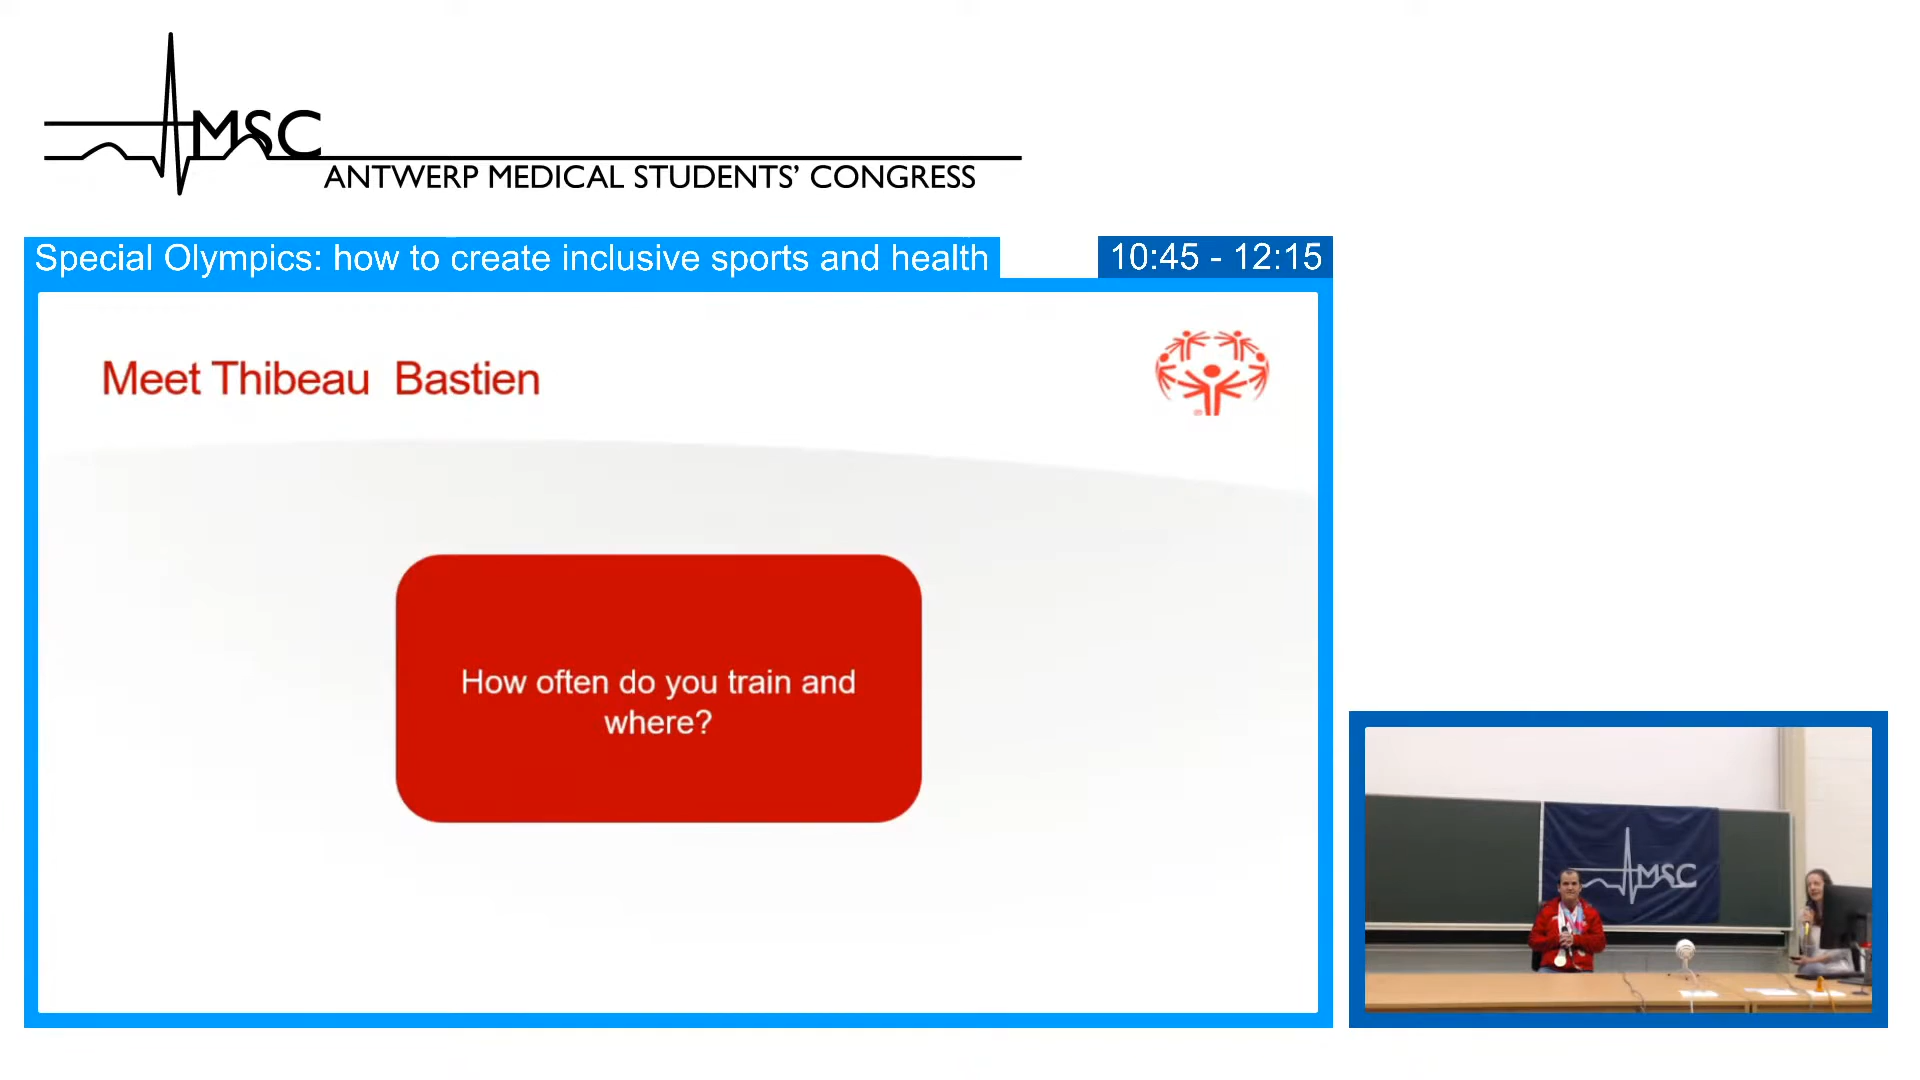 MSC
ANTWERP MEDICAL STUDENTS’ CONGRESS
Special Olympics: how to create inclusive sports and health
10:45 - 12:15
Meet Thibeau  Bastien
How often do you train and
where?
MSC